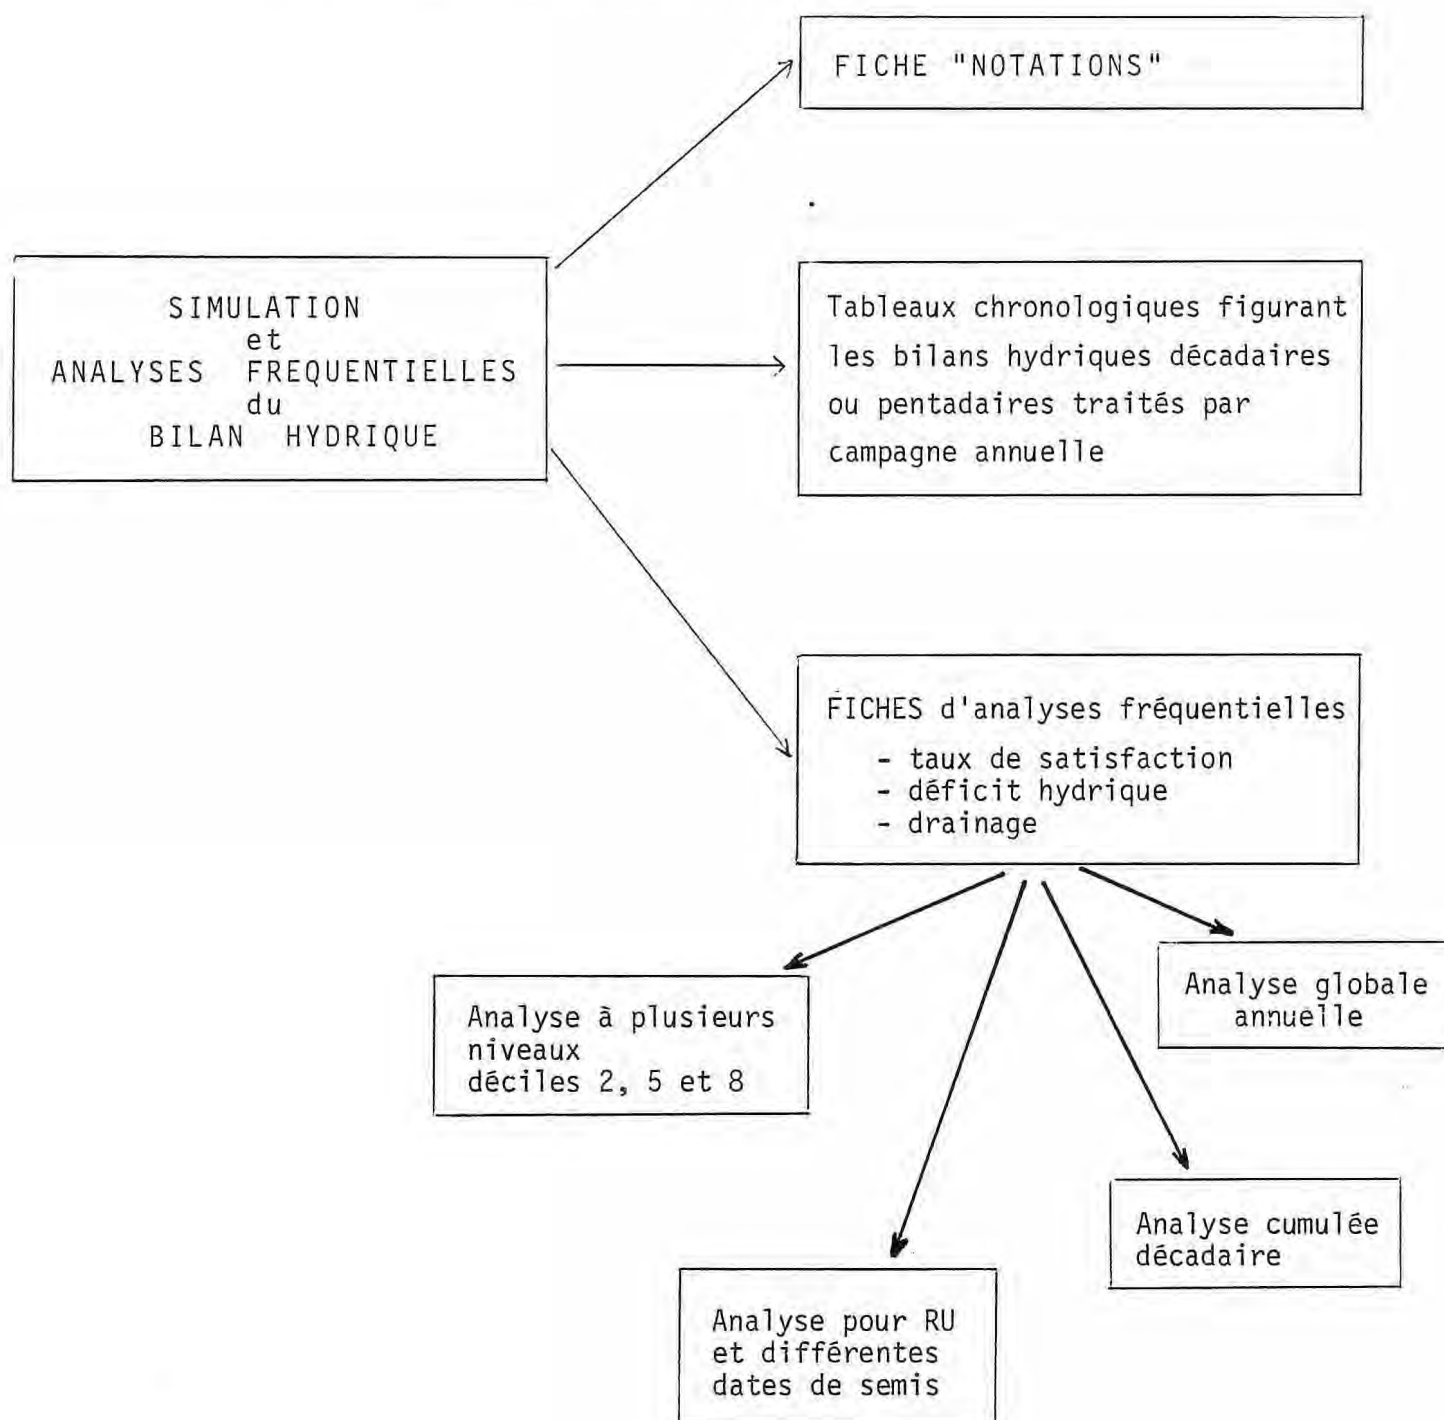 FICHE "NOTATIONS"
SIMULATION
et
ANALYSES FREQUENTIELLES
du
BILAN HYDRIQUE
Tableaux chronologiques figurant
les bilans hydriques décadaires
ou pentadaires traités par
campagne annuelle
FICHES d'analyses fréquentielles
- taux de satisfaction
- déficit hydrique
- drainage
Analyse à plusieurs
niveaux
déciles 2, 5 et 8
Analyse globale
annuelle
Analyse cumulée
décadaire
Analyse pour RU
et différentes
dates de semis